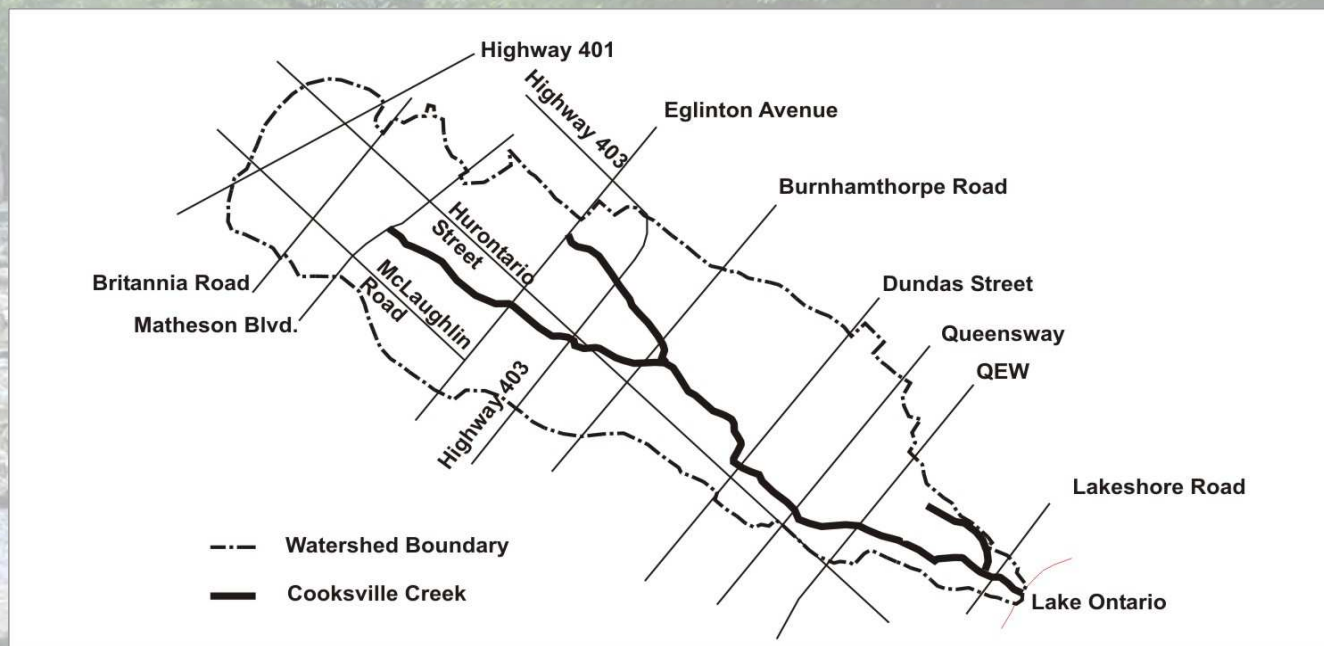 Highway 401
Highway 403
Eglinton Avenue
Burnhamthorpe Road
Hurontario
Street
McLaughlin
Road
Britannia Road
Matheson Blvd.
Dundas Street
Queensway
QEW
Highway 403
Lakeshore Road
Watershed Boundary
Cooksville Creek
Lake Ontario